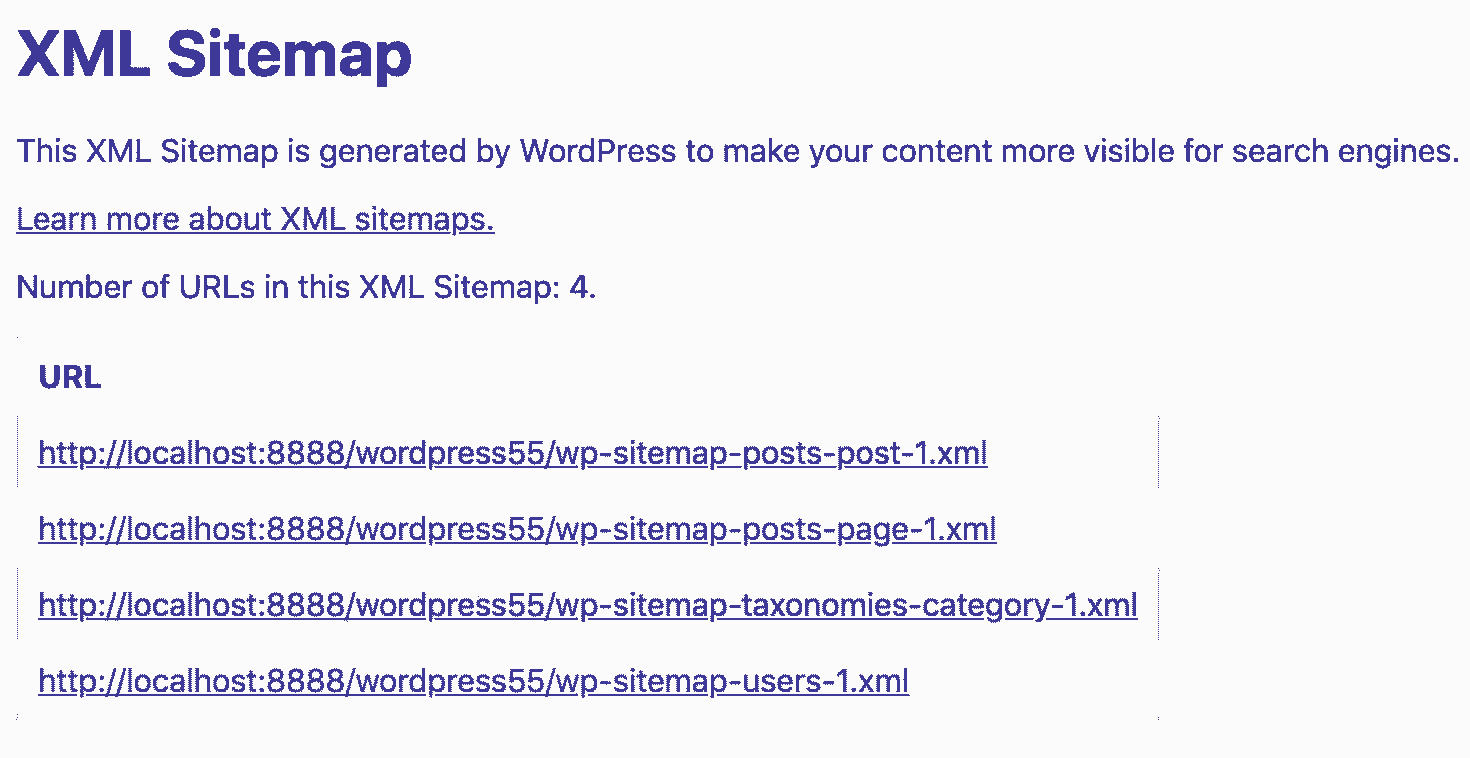 XML Sitemap
This XML Sitemap is generated by WordPress to make your content more visible for search engines.
Learn more about XML sitemaps.
Number of URLs in this XML Sitemap: 4.
URL
http://localhost:8888/wordpress55/wp-sitemap-posts-post-1.xml
http://localhost:8888/wordpress55/wp-sitemap-posts-page-1.xml
http://localhost:8888/wordpress55/wp-sitemap-taxonomies-category-1.xml
http://localhost:8888/wordpress55/wp-sitemap-users-1.xml